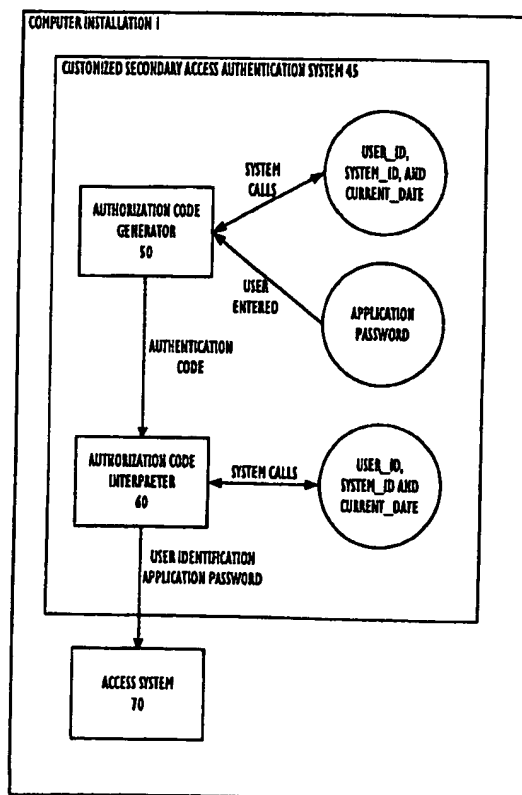 COMPUTER INSTALLATION 1
CUSTOMIZED SECONDARY ACCESS AUTHENTICATION SYSTEM 45
USER_ID,
SYSTEM_ID, AND
CURRENT_DATE
SYSTEM
CALLS
AUTHORIZATION CODE
GENERATOR
50
USER
ENTERED
APPLICATION
PASSWORD
AUTHENTICATION
CODE
AUTHORIZATION CODE
INTERPRETER
60
SYSTEM CALLS
USER_ID,
SYSTEM_ID AND
CURRENT_DATE
USER IDENTIFICATION
APPLICATION PASSWORD
ACCESS SYSTEM
70